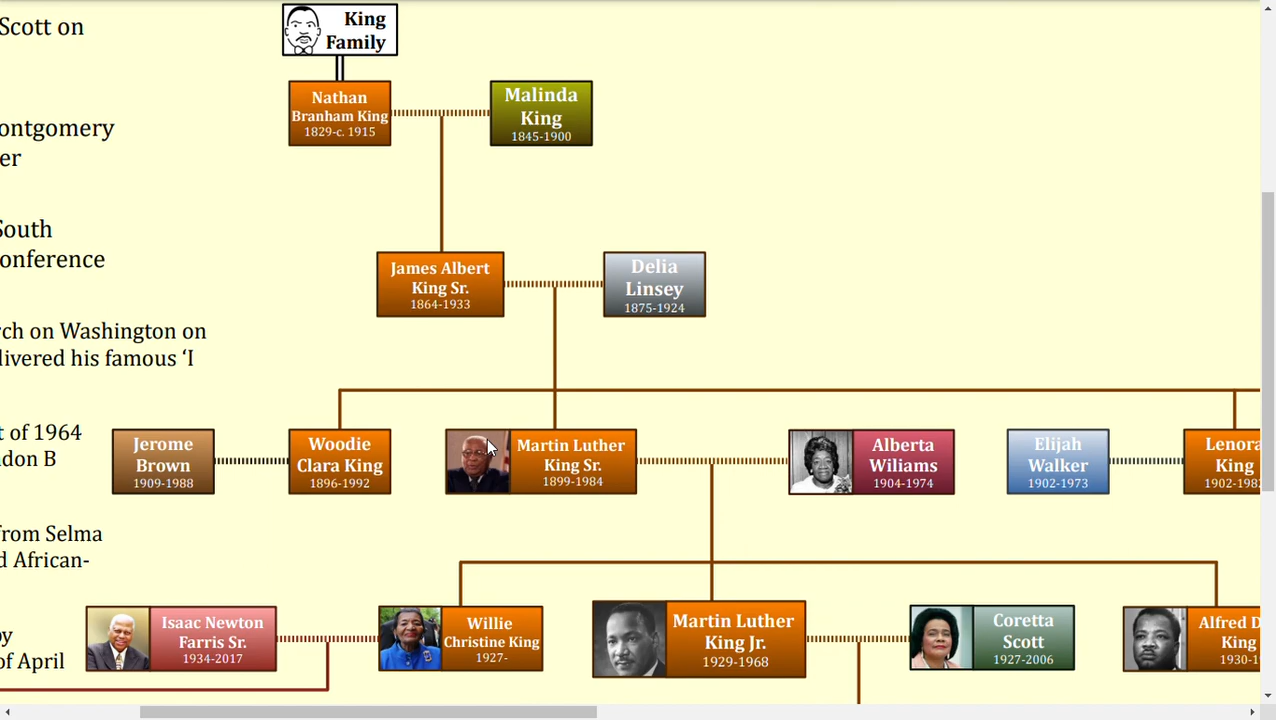 Scott on
ontgomery
er
South
onference
rch on Washington on
livered his famous ‘I
t of 1964
ndon B
from Selma
d African-
by
of April
King
Family
Nathan
Branham King
1829-c. 1915
Malinda
King
1845-1900
James Albert
King Sr.
1864-1933
Delia
Linsey
1875-1924
Jerome
Brown
1909-1988
Woodie
Clara King
1896-1992
Martin Luther
King Sr.
1899-1984
Alberta
Wiliams
1904-1974
Elijah
Walker
1902-1973
Lenora
King
1902-198
Isaac Newton
Farris Sr.
1934-2017
Willie
Christine King
1927-
Martin Luther
King Jr.
1929-1968
Coretta
Scott
1927-2006
Alfred D
King
1930-1